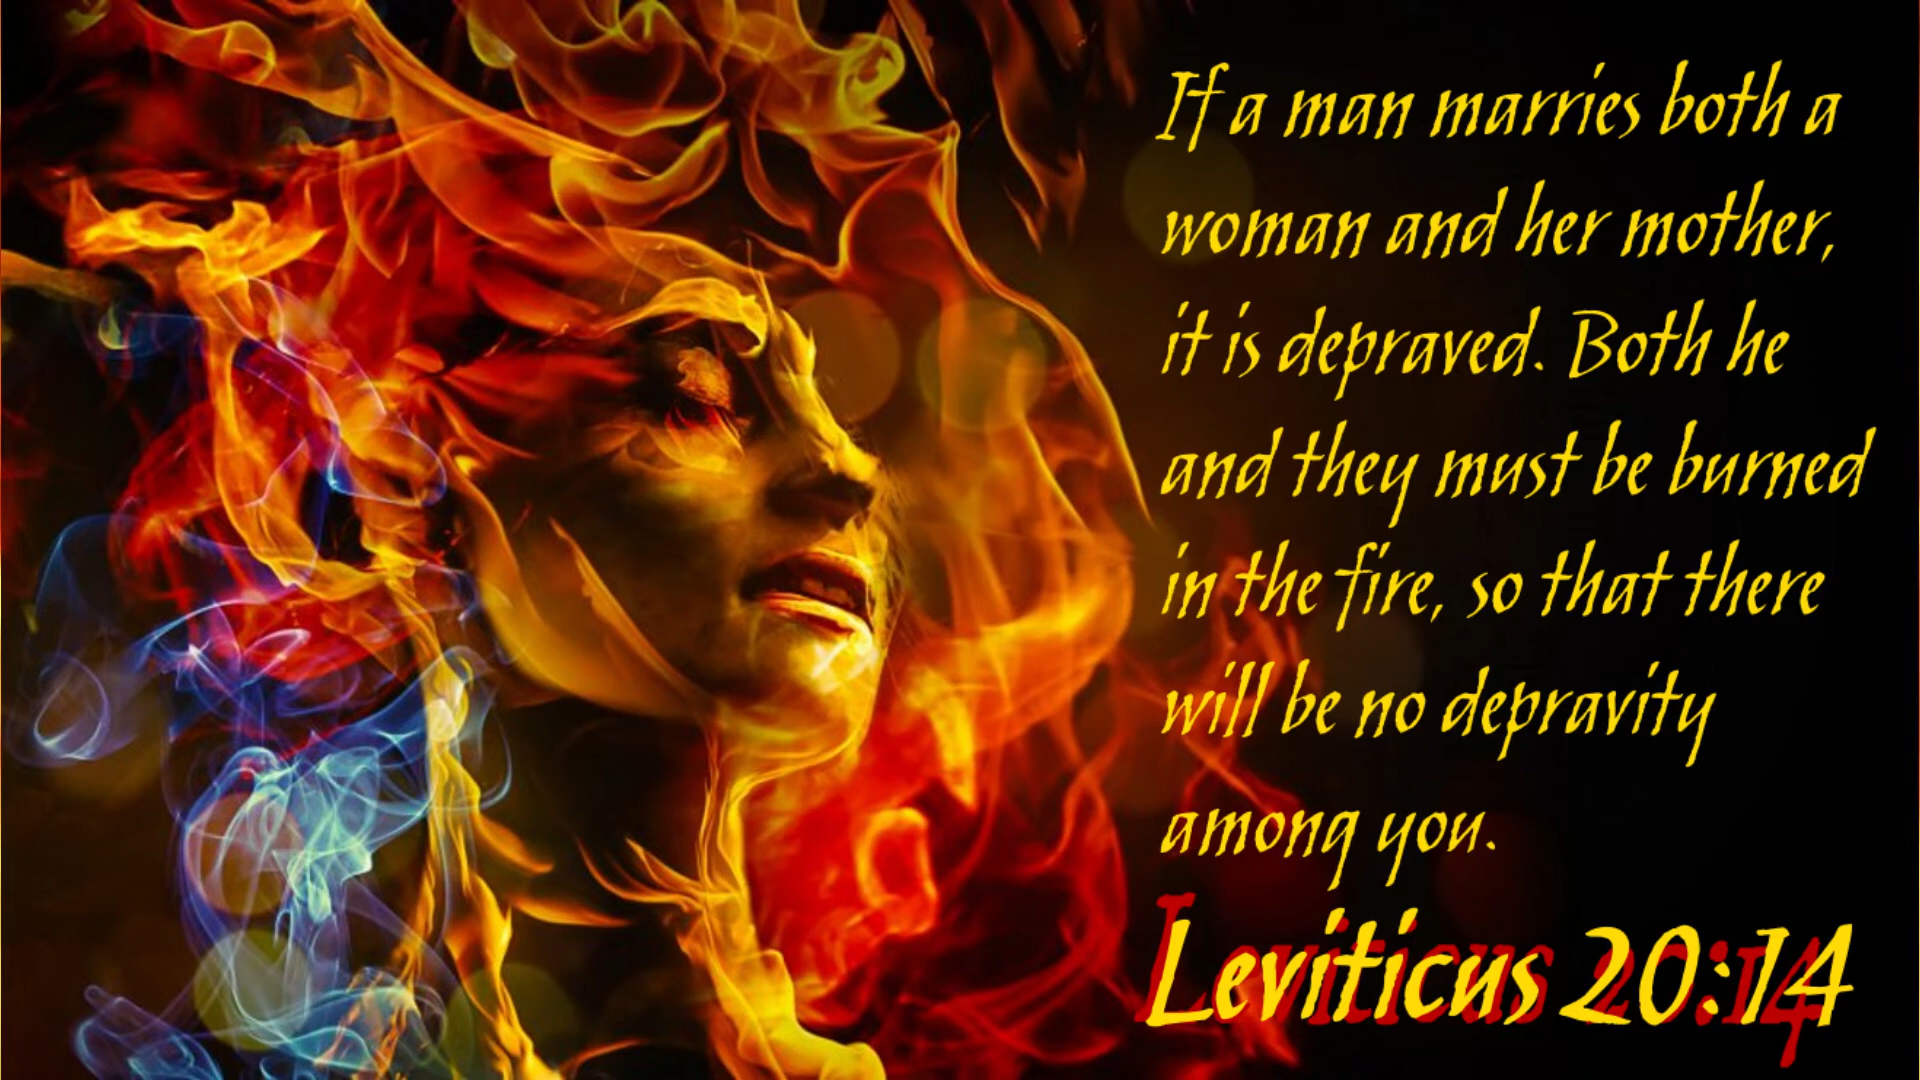 If a man marries both a
woman and her mother,
it is depraved. Both he
and they must be burned
in the fire, so that there
will be no depravity
among you.
Leviticus 20:14